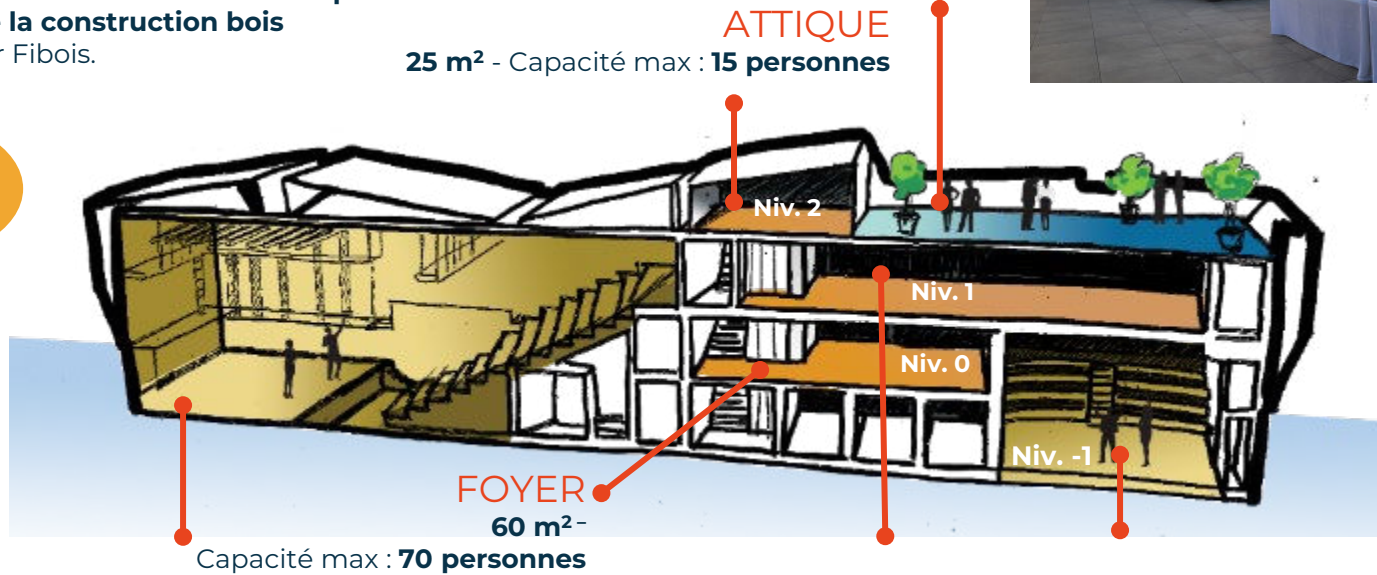 la construction bois
r Fibois.
ATTIQUE
25 m² - Capacité max : 15 personnes
Niv. 2
Niv. 1
Niv. 0
Niv. -1
FOYER
60 m² –
Capacité max : 70 personnes